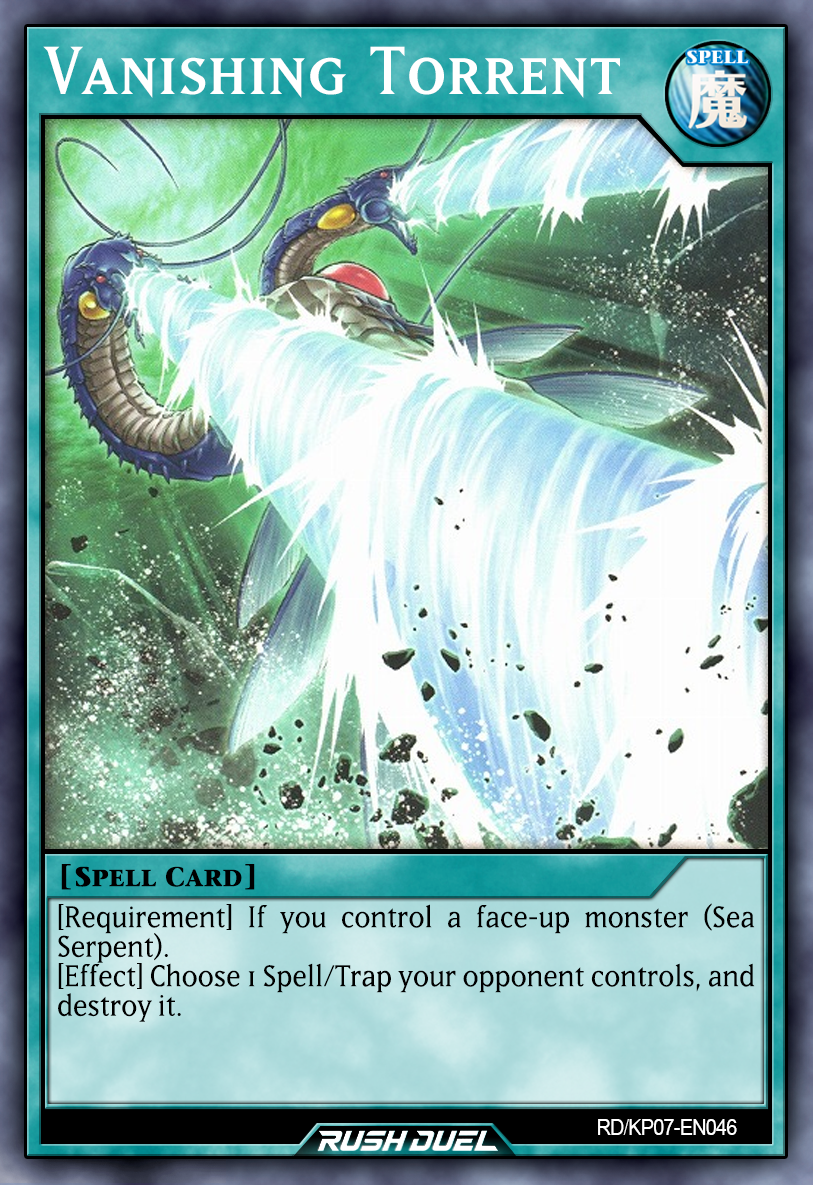 Vanishing Torrent
SPELL
魔
[Spell Card]
[Requirement] If you control a face-up monster (Sea
Serpent).
[Effect] Choose 1 Spell/Trap your opponent controls, and
destroy it.
RD/KP07-EN046
RUSH DUEL